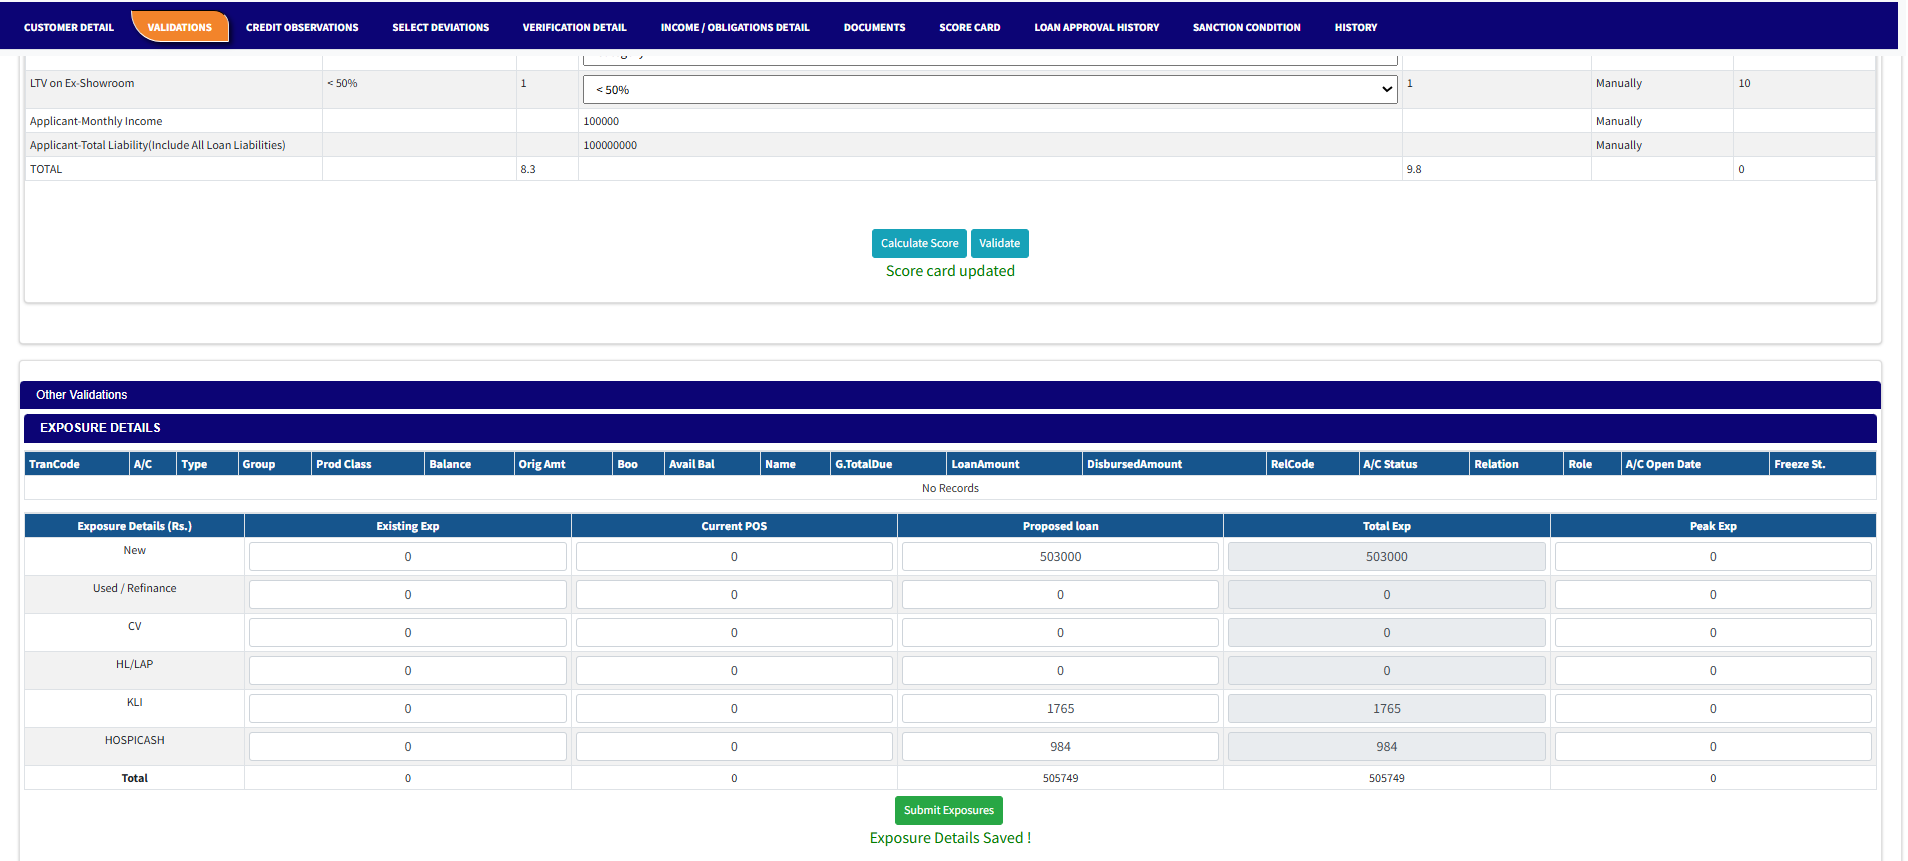 CUSTOMER DETAIL VALIDATIONS CREDIT OBSERVATIONS SELECT DEVIATIONS VERIFICATION DETAIL INCOME / OBLIGATIONS DETAIL DOCUMENTS SCORE CARD LOAN APPROVAL HISTORY SANCTION CONDITION HISTORY
LTV on Ex-Showroom < 50% 1 < 50% 1 Manually 10
Applicant-Monthly Income 100000 Manually
Applicant-Total Liability(Include All Loan Liabilities) 100000000 Manually
TOTAL 8.3 9.8 0
Calculate Score Validate
Score card updated
Other Validations
EXPOSURE DETAILS
TranCode A/C Type Group Prod Class Balance Orig Amt Boo Avail Bal Name G.TotalDue LoanAmount DisbursedAmount RelCode A/C Status Relation Role A/C Open Date Freeze St.
No Records
Exposure Details (Rs.) Existing Exp Current POS Proposed loan Total Exp Peak Exp
New 0 0 503000 503000 0
Used / Refinance 0 0 0 0 0
CV 0 0 0 0 0
HL/LAP 0 0 0 0 0
KLI 0 0 1765 1765 0
HOSPICASH 0 0 984 984 0
Total 0 0 505749 505749 0
Submit Exposures
Exposure Details Saved !